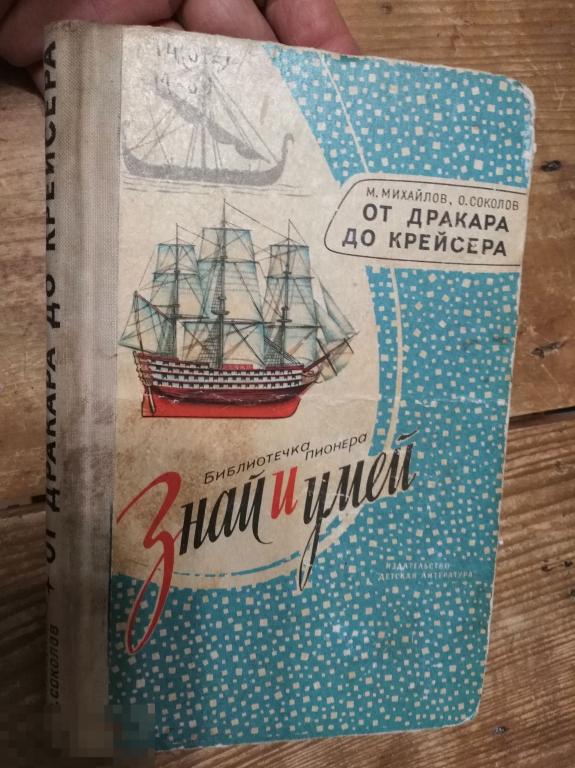 М. МИХАЙЛОВ, О. СОКОЛОВ
ОТ ДРАКАРА
ДО КРЕЙСЕРА
БИБЛИОТЕЧКА
ПИОНЕРА
Знай и умей
ИЗДАТЕЛЬСТВО
ДЕТСКАЯ ЛИТЕРАТУРА
СОКОЛОВ ОТ ДРАКАРА ДО КРЕЙСЕРА